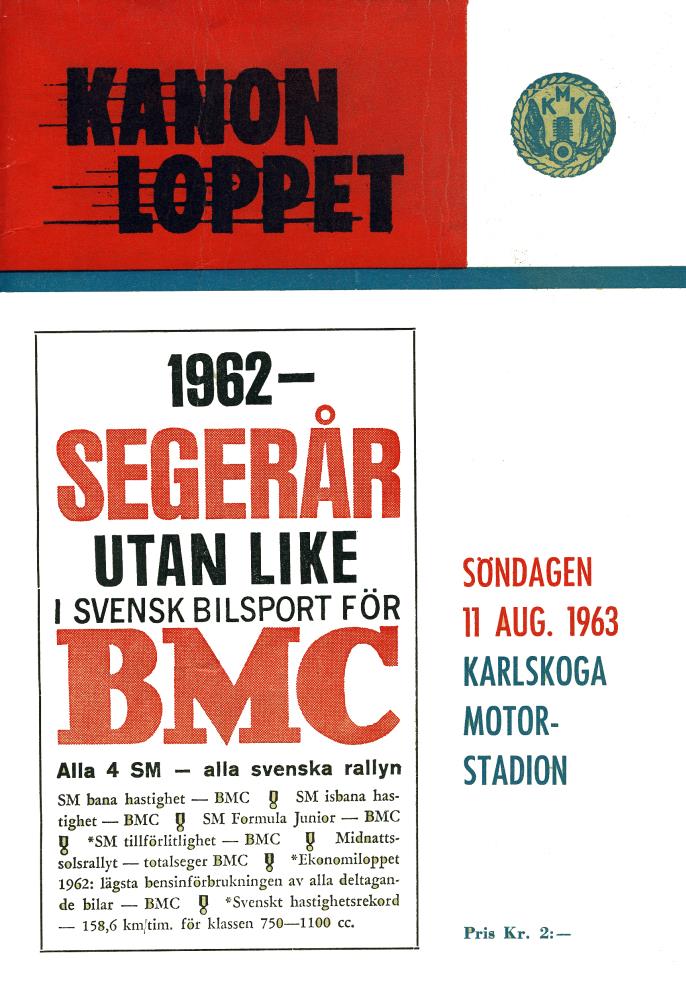 KANON
LOPPET
KMK
1962—
SEGERÅR
UTAN LIKE
I SVENSK BILSPORT FÖR
BMC
Alla 4 SM — alla svenska rallyn
SM bana hastighet — BMC SM isbana has-
tighet — BMC SM Formula Junior — BMC
*SM tillförlitlighet — BMC Midnatts-
solsrallyt — totalseger BMC *Ekonomiloppet
1962: lägsta bensinförbrukningen av alla deltagan-
de bilar — BMC *Svenskt hastighetsrekord
— 158,6 km/tim. för klassen 750—1100 cc.
SÖNDAGEN
11 AUG. 1963
KARLSKOGA
MOTOR-
STADION
Pris Kr. 2:—